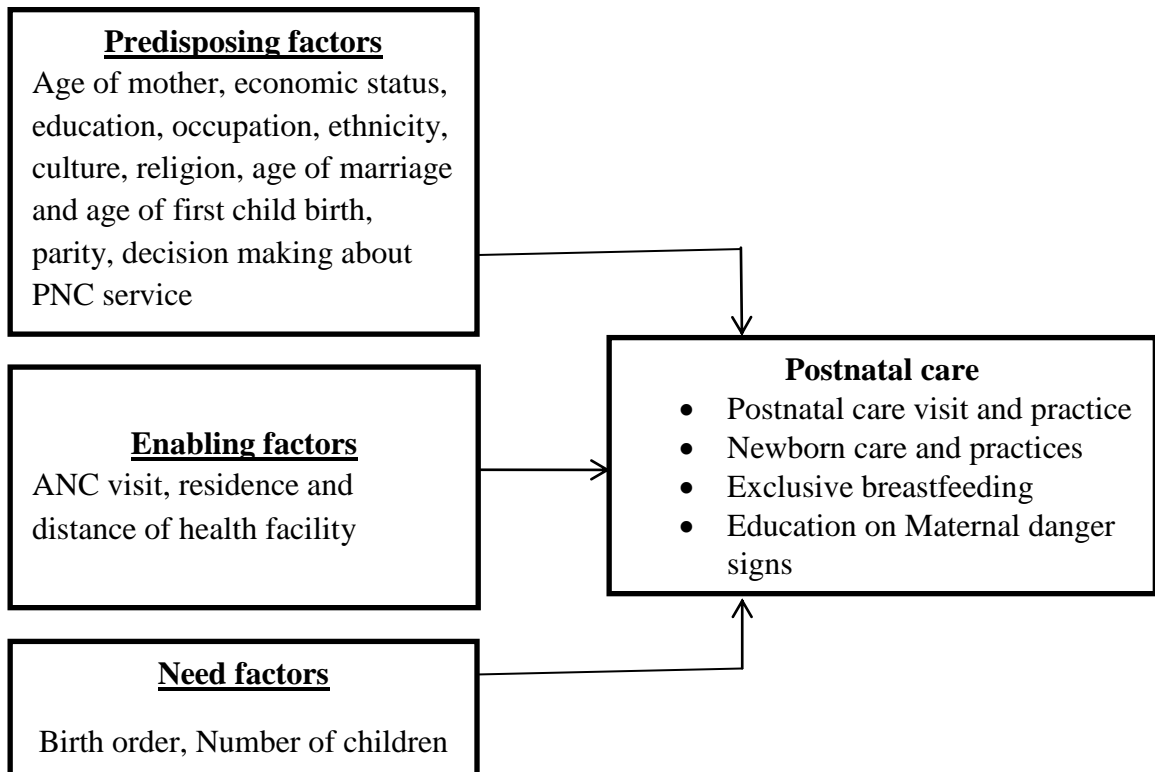 Predisposing factors
Age of mother, economic status,
education, occupation, ethnicity,
culture, religion, age of marriage
and age of first child birth,
parity, decision making about
PNC service
Enabling factors
ANC visit, residence and
distance of health facility
Need factors
Birth order, Number of children
Postnatal care
• Postnatal care visit and practice
• Newborn care and practices
• Exclusive breastfeeding
• Education on Maternal danger
signs